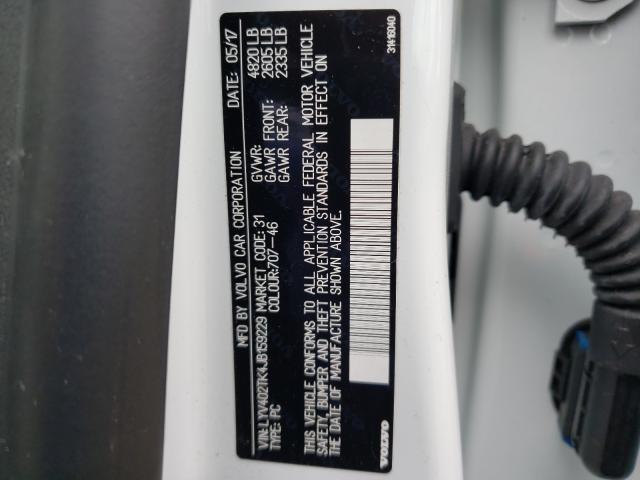 MFD BY VOLVO CAR CORPORATION DATE: 05/17
GVWR: 4820 LB
GAWR FRONT: 2605 LB
GAWR REAR: 2335 LB
VIN: LYV402TK4JB159229 MARKET CODE: 31
TYPE: PC COLOUR:707-46
THIS VEHICLE CONFORMS TO ALL APPLICABLE FEDERAL MOTOR VEHICLE
SAFETY, BUMPER AND THEFT PREVENTION STANDARDS IN EFFECT ON
THE DATE OF MANUFACTURE SHOWN ABOVE.
VOLVO
31416040